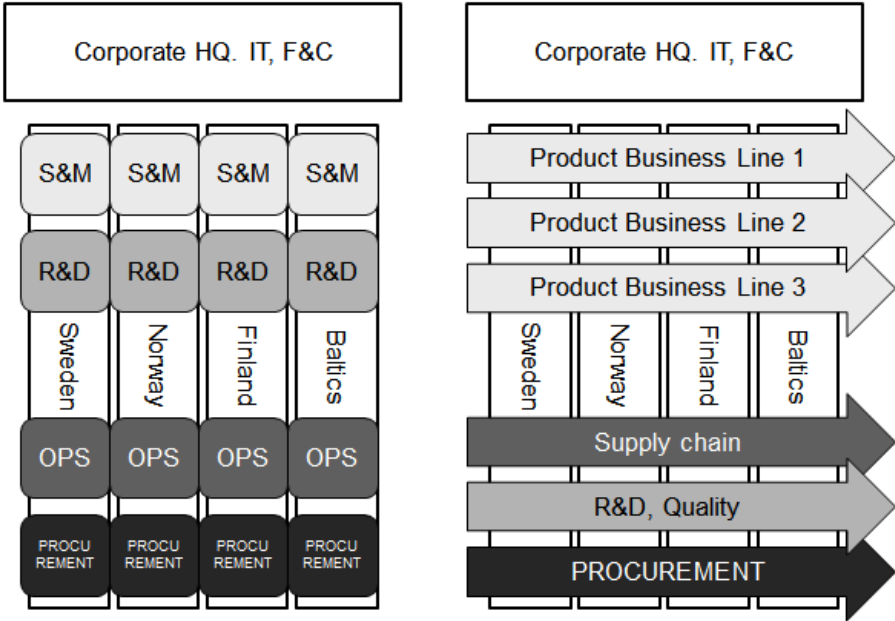 Corporate HQ. IT, F&C
S&M S&M S&M S&M
R&D R&D R&D R&D
Sweden Norway Finland Baltics
OPS OPS OPS OPS
PROCU PROCU PROCU PROCU
REMENT REMENT REMENT REMENT
Corporate HQ. IT, F&C
Product Business Line 1
Product Business Line 2
Product Business Line 3
Sweden Norway Finland Baltics
Supply chain
R&D, Quality
PROCUREMENT